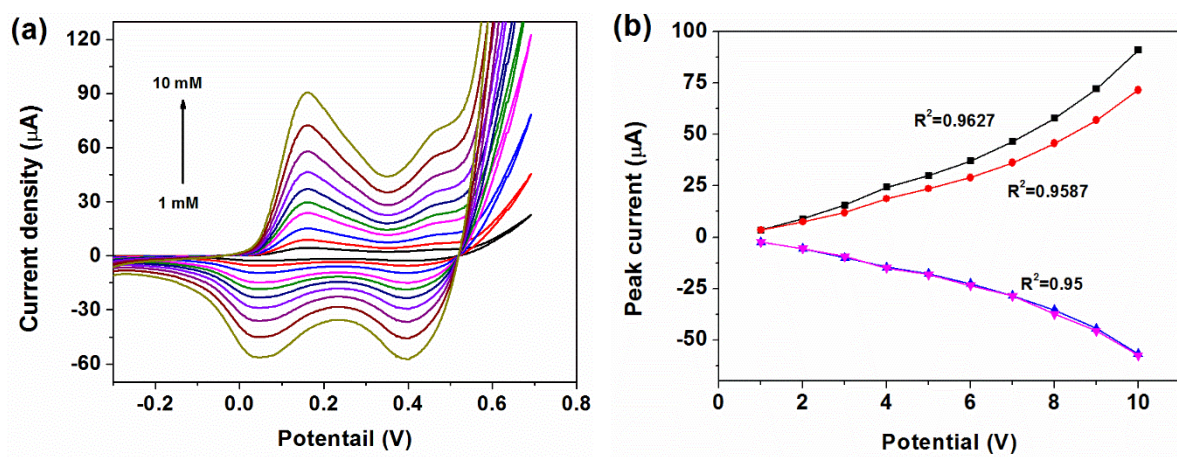 (a)
Current density (μA)
120
90
60
30
0
-30
-60
10 mM
1 mM
-0.2
0.0
0.2
0.4
0.6
0.8
Potentail (V)
(b)
Peak current (μA)
100
75
50
25
0
-25
-50
R²=0.9627
R²=0.9587
R²=0.95
0
2
4
6
8
10
Potential (V)